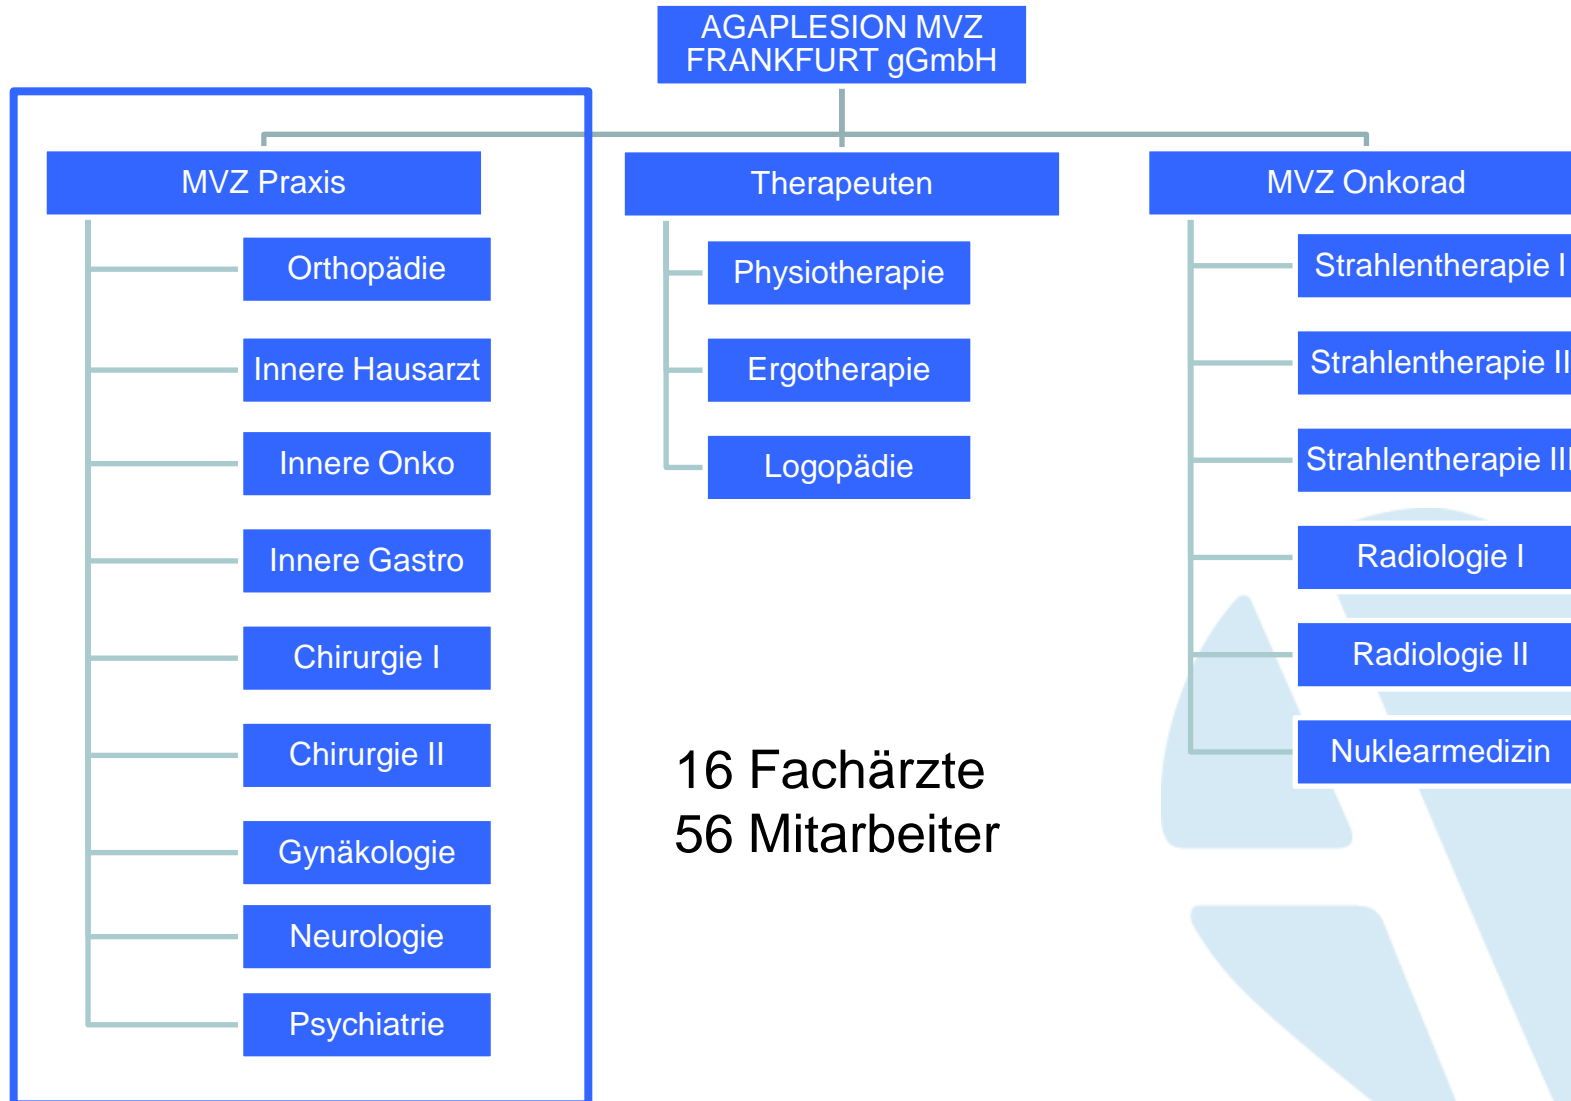 AGAPLESION MVZ
FRANKFURT gGmbH
MVZ Praxis
Orthopädie
Innere Hausarzt
Innere Onko
Innere Gastro
Chirurgie I
Chirurgie II
Gynäkologie
Neurologie
Psychiatrie
Therapeuten
Physiotherapie
Ergotherapie
Logopädie
16 Fachärzte
56 Mitarbeiter
MVZ Onkorad
Strahlentherapie I
Strahlentherapie II
Strahlentherapie III
Radiologie I
Radiologie II
Nuklearmedizin